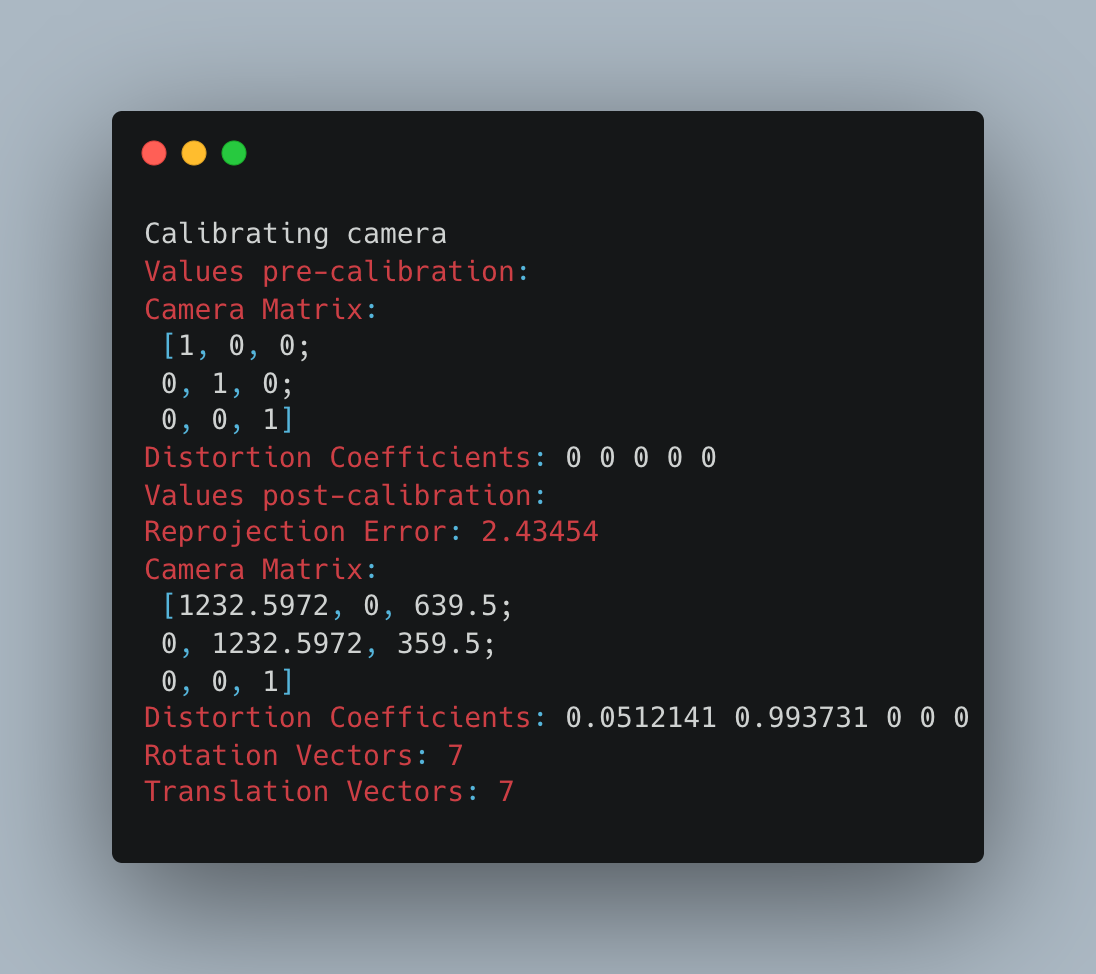 Calibrating camera
Values pre-calibration:
Camera Matrix:
[1, 0, 0;
0, 1, 0;
0, 0, 1]
Distortion Coefficients: 0 0 0 0 0
Values post-calibration:
Reprojection Error: 2.43454
Camera Matrix:
[1232.5972, 0, 639.5;
0, 1232.5972, 359.5;
0, 0, 1]
Distortion Coefficients: 0.0512141 0.993731 0 0 0
Rotation Vectors: 7
Translation Vectors: 7